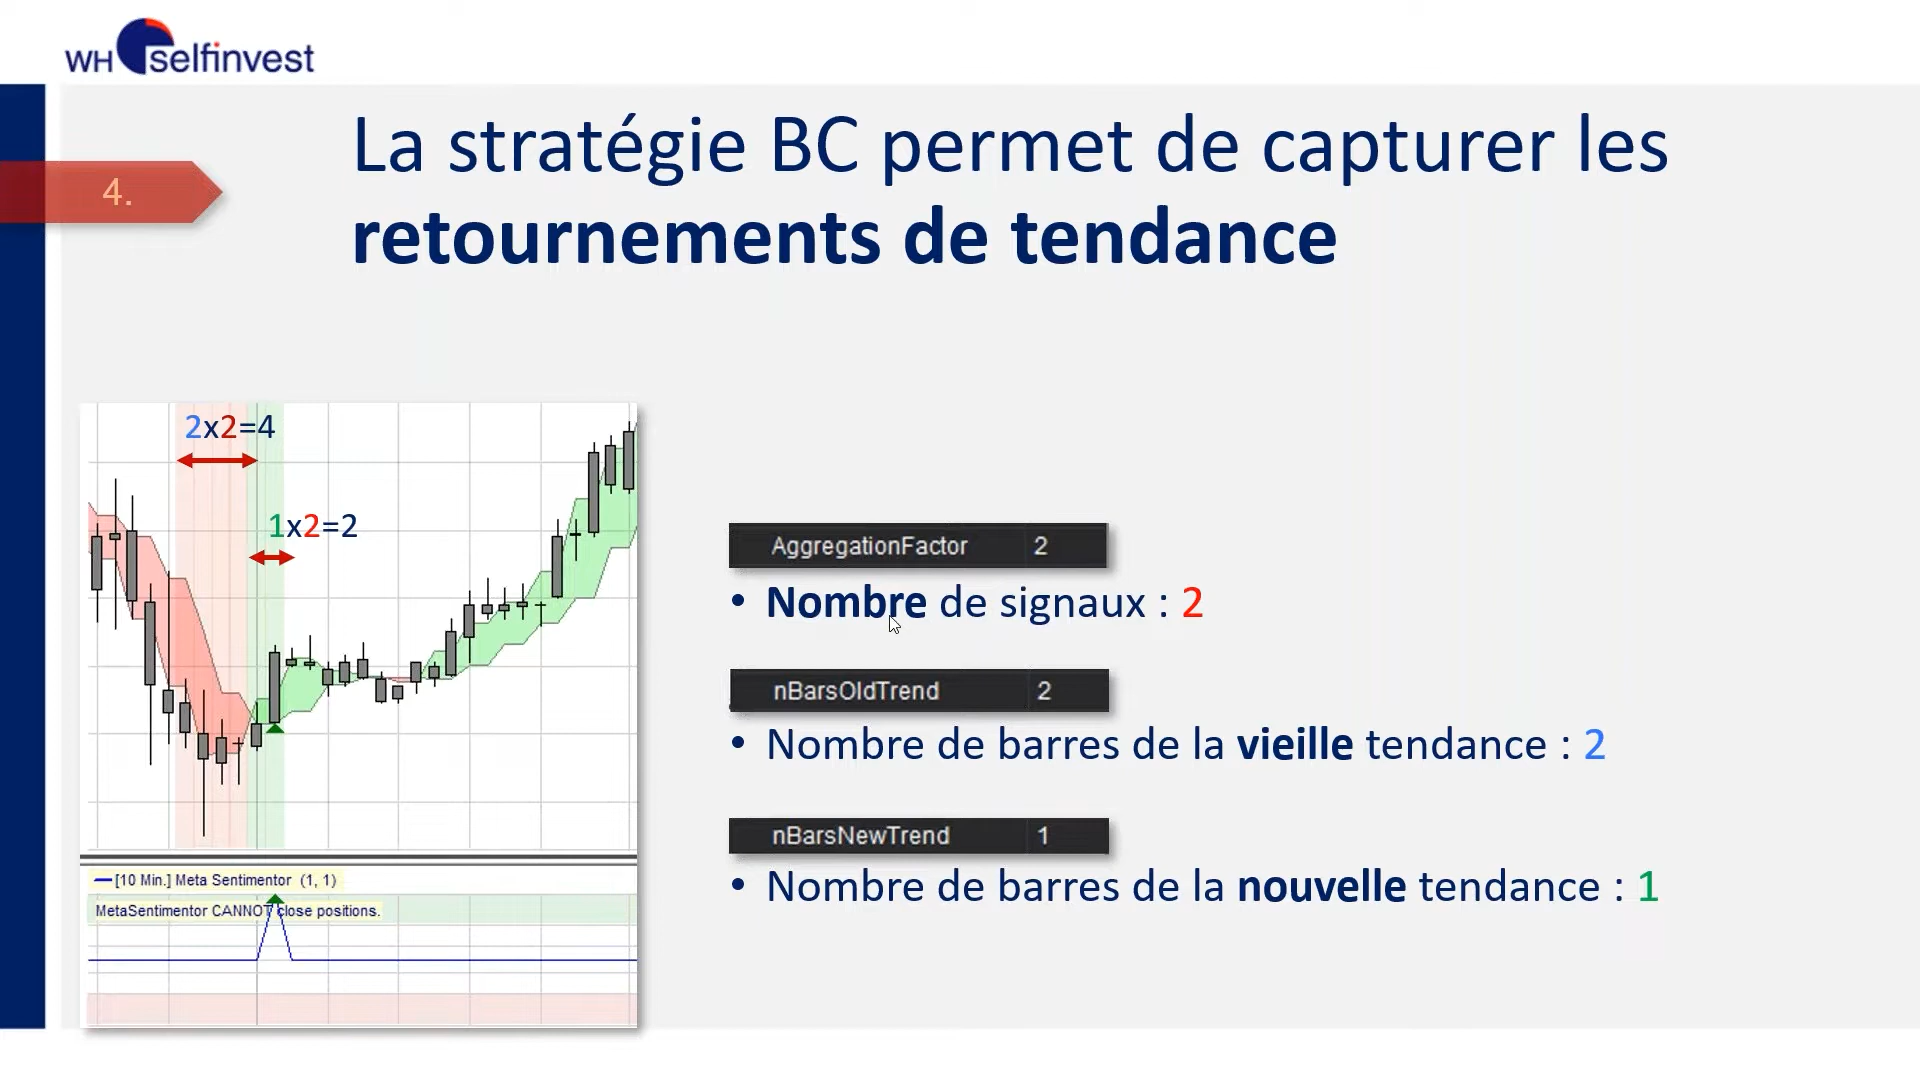 WH selfinvest
4.
La stratégie BC permet de capturer les
retournements de tendance
2x2=4
1x2=2
[10 Min.] Meta Sentimentor (1, 1)
MetaSentimentor CANNOT close positions.
AggregationFactor 2
• Nombre de signaux : 2
nBarsOldTrend 2
• Nombre de barres de la vieille tendance : 2
nBarsNewTrend 1
• Nombre de barres de la nouvelle tendance : 1